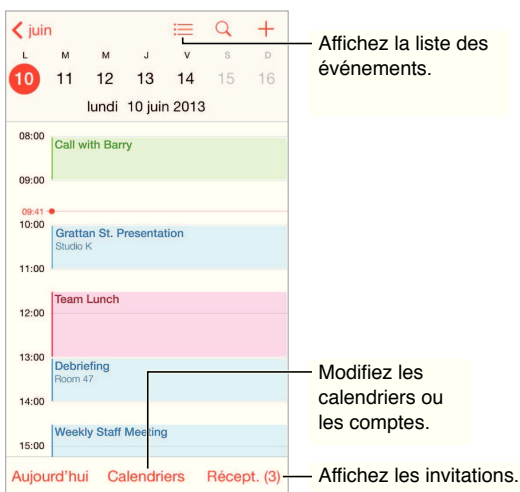 juin
L M M J V S D
10 11 12 13 14 15 16
lundi 10 juin 2013
Affichez la liste des
événements.
08:00
Call with Barry
09:00
09:41
10:00
Grattan St. Presentation
Studio K
11:00
Team Lunch
12:00
13:00
Debriefing
Room 47
14:00
Weekly Staff Meeting
15:00
Modifiez les
calendriers ou
les comptes.
Aujourd'hui Calendriers Récept. (3)
Affichez les invitations.